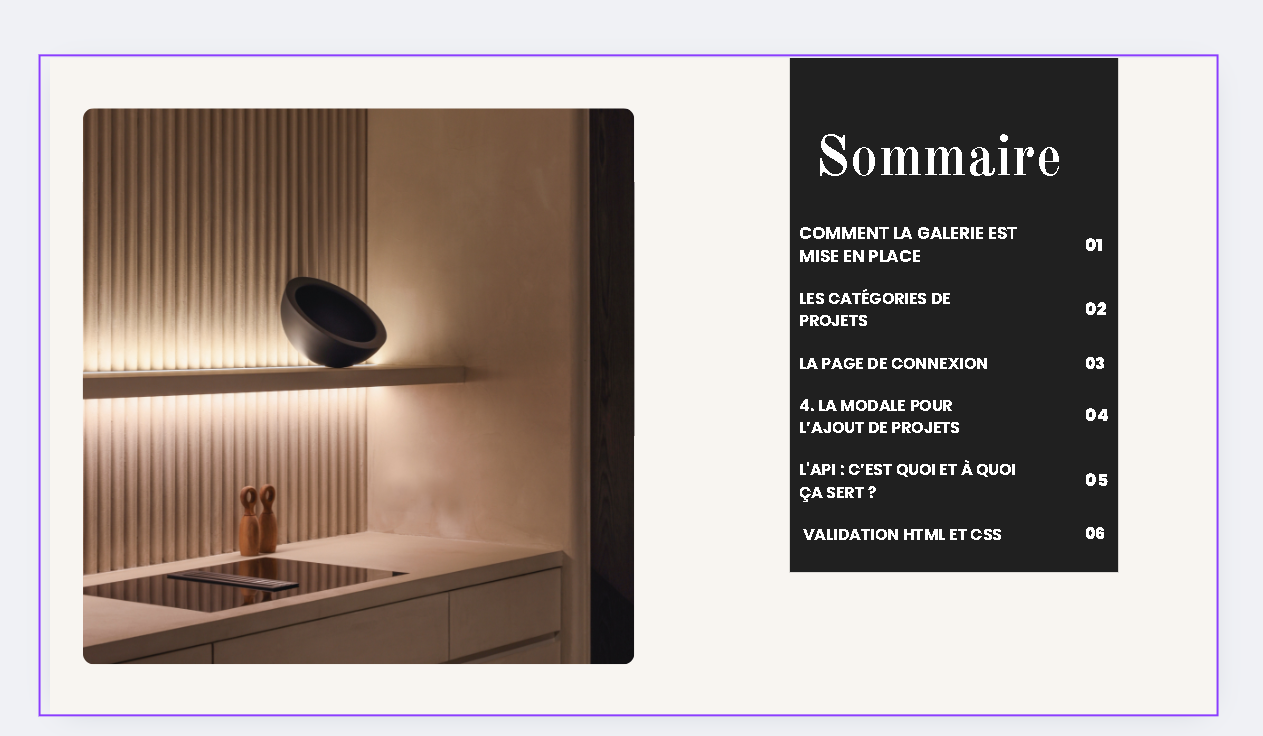 Sommaire
COMMENT LA GALERIE EST
MISE EN PLACE
01
LES CATÉGORIES DE
PROJETS
02
LA PAGE DE CONNEXION
03
4. LA MODALE POUR
L’AJOUT DE PROJETS
04
L'API : C’EST QUOI ET À QUOI
ÇA SERT ?
05
VALIDATION HTML ET CSS
06